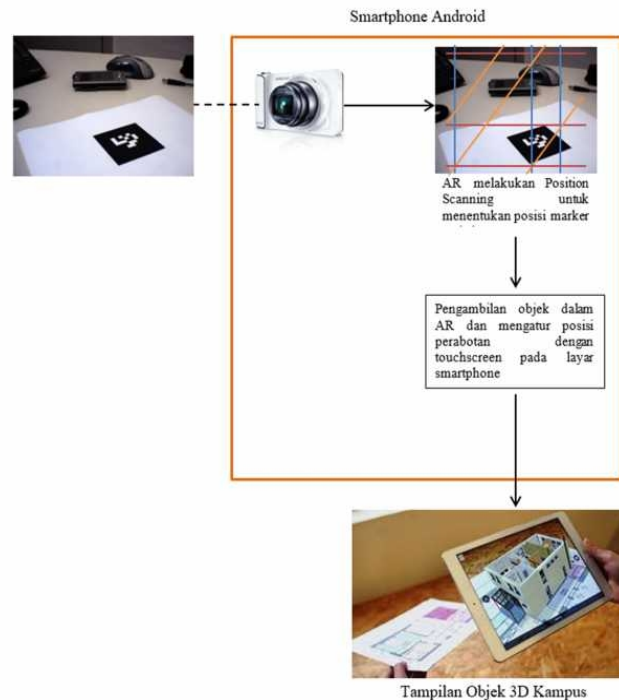 Smartphone Android
AR melakukan Position
Scanning untuk
menentukan posisi marker
Pengambilan objek dalam
AR dan mengatur posisi
perabotan dengan
touchscreen pada layar
smartphone
Tampilan Objek 3D Kampus